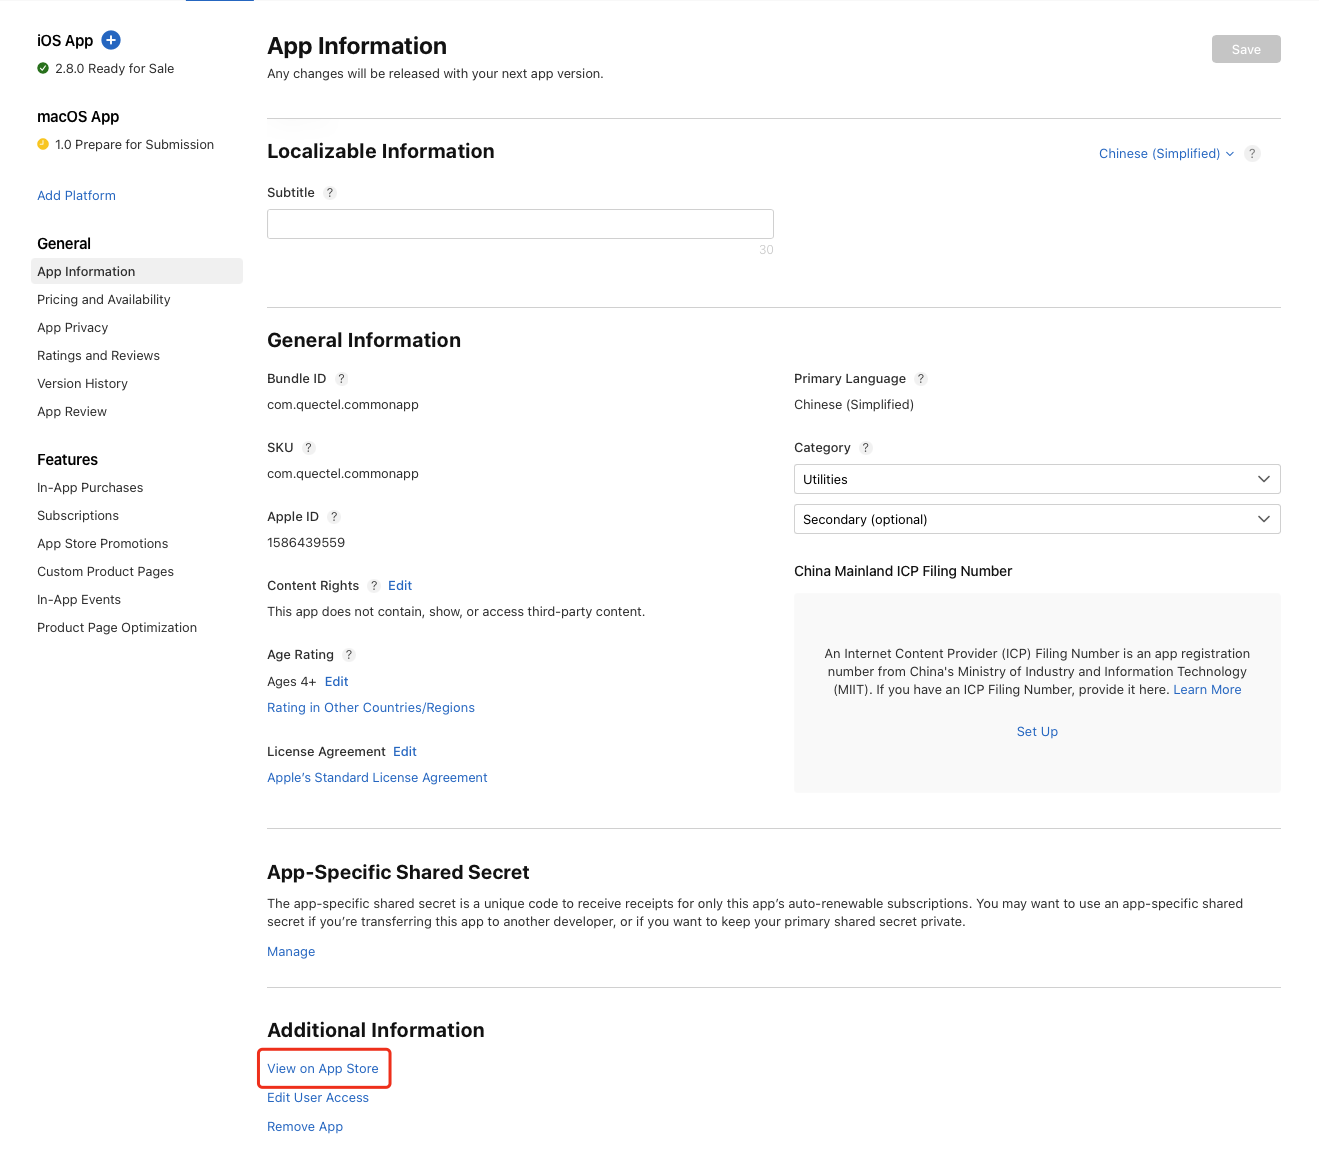 iOS App
2.8.0 Ready for Sale
macOS App
1.0 Prepare for Submission
Add Platform
General
App Information
Pricing and Availability
App Privacy
Ratings and Reviews
Version History
App Review
Features
In-App Purchases
Subscriptions
App Store Promotions
Custom Product Pages
In-App Events
Product Page Optimization
App Information
Save
Any changes will be released with your next app version.
Localizable Information
Chinese (Simplified) ?
Subtitle ?
30
General Information
Bundle ID ?
com.quectel.commonapp
SKU ?
com.quectel.commonapp
Apple ID ?
1586439559
Content Rights ? Edit
This app does not contain, show, or access third-party content.
Age Rating ?
Ages 4+ Edit
Rating in Other Countries/Regions
License Agreement Edit
Apple's Standard License Agreement
Primary Language ?
Chinese (Simplified)
Category ?
Utilities
Secondary (optional)
China Mainland ICP Filing Number
An Internet Content Provider (ICP) Filing Number is an app registration
number from China's Ministry of Industry and Information Technology
(MIIT). If you have an ICP Filing Number, provide it here. Learn More
Set Up
App-Specific Shared Secret
The app-specific shared secret is a unique code to receive receipts for only this app's auto-renewable subscriptions. You may want to use an app-specific shared
secret if you're transferring this app to another developer, or if you want to keep your primary shared secret private.
Manage
Additional Information
View on App Store
Edit User Access
Remove App